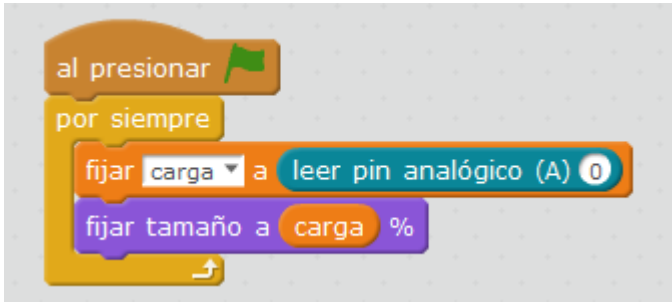 al presionar
por siempre
fijar carga a leer pin analógico (A) 0
fijar tamaño a carga %